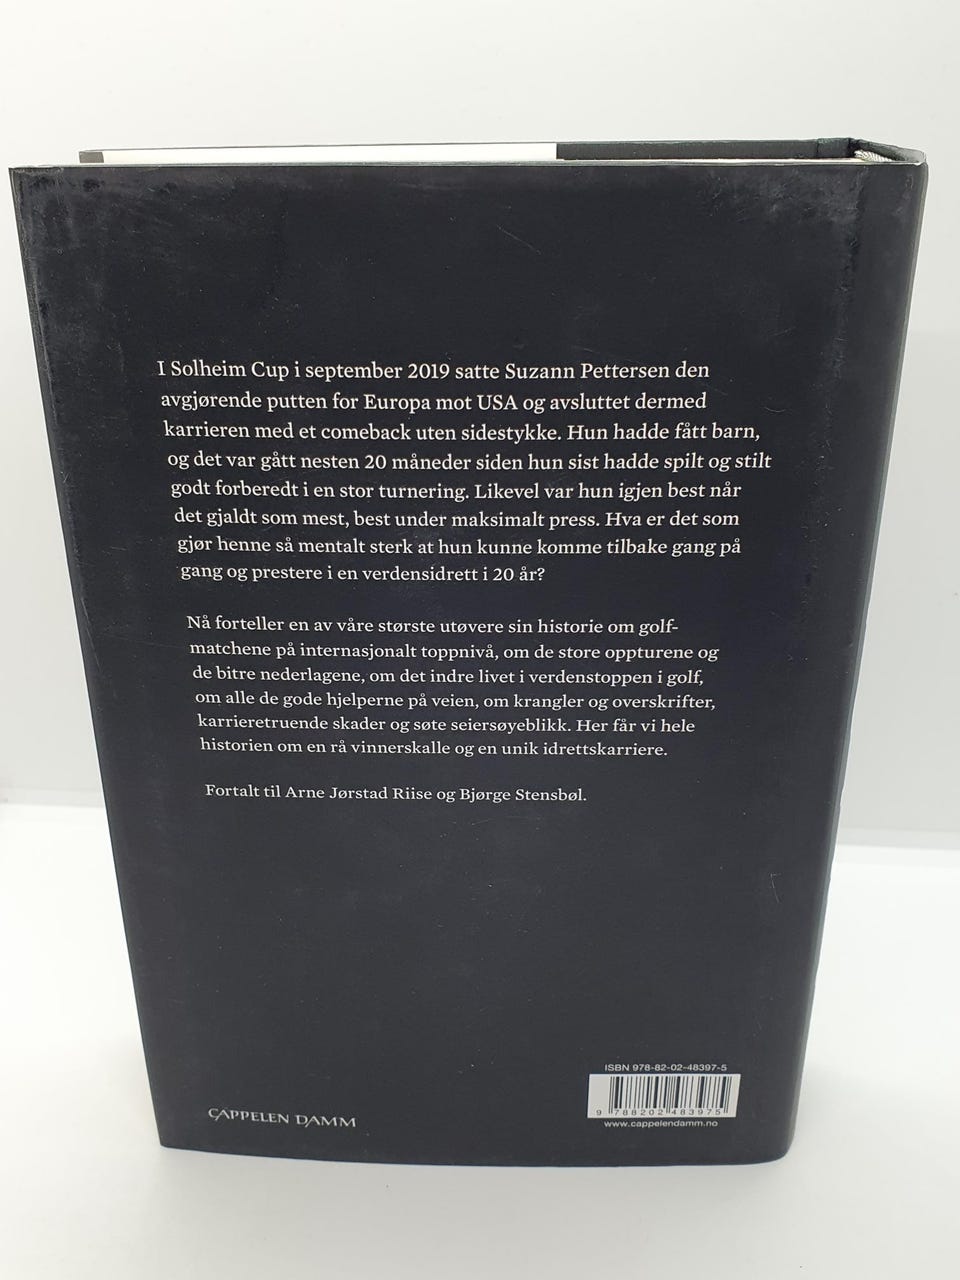 I Solheim Cup i september 2019 satte Suzann Pettersen den
avgjørende putten for Europa mot USA og avsluttet dermed
karrieren med et comeback uten sidestykke. Hun hadde fått barn,
og det var gått nesten 20 måneder siden hun sist hadde spilt og stilt
godt forberedt i en stor turnering. Likevel var hun igjen best når
det gjaldt som mest, best under maksimalt press. Hva er det som
gjør henne så mentalt sterk at hun kunne komme tilbake gang på
gang og prestere i en verdensidrett i 20 år?
Nå forteller en av våre største utøvere sin historie om golf-
matchene på internasjonalt toppnivå, om de store oppturene og
de bitre nederlagene, om det indre livet i verdenstoppen i golf,
om alle de gode hjelperne på veien, om krangler og overskrifter,
karrieretruende skader og søte seiersøyeblikk. Her får vi hele
historien om en rå vinnerskalle og en unik idrettskarriere.
Fortalt til Arne Jørstad Riise og Bjørge Stensbøl.
ISBN 978-82-02-48397-5
9 788202 483975
www.cappelendamm.no
CAPPELEN DAMM